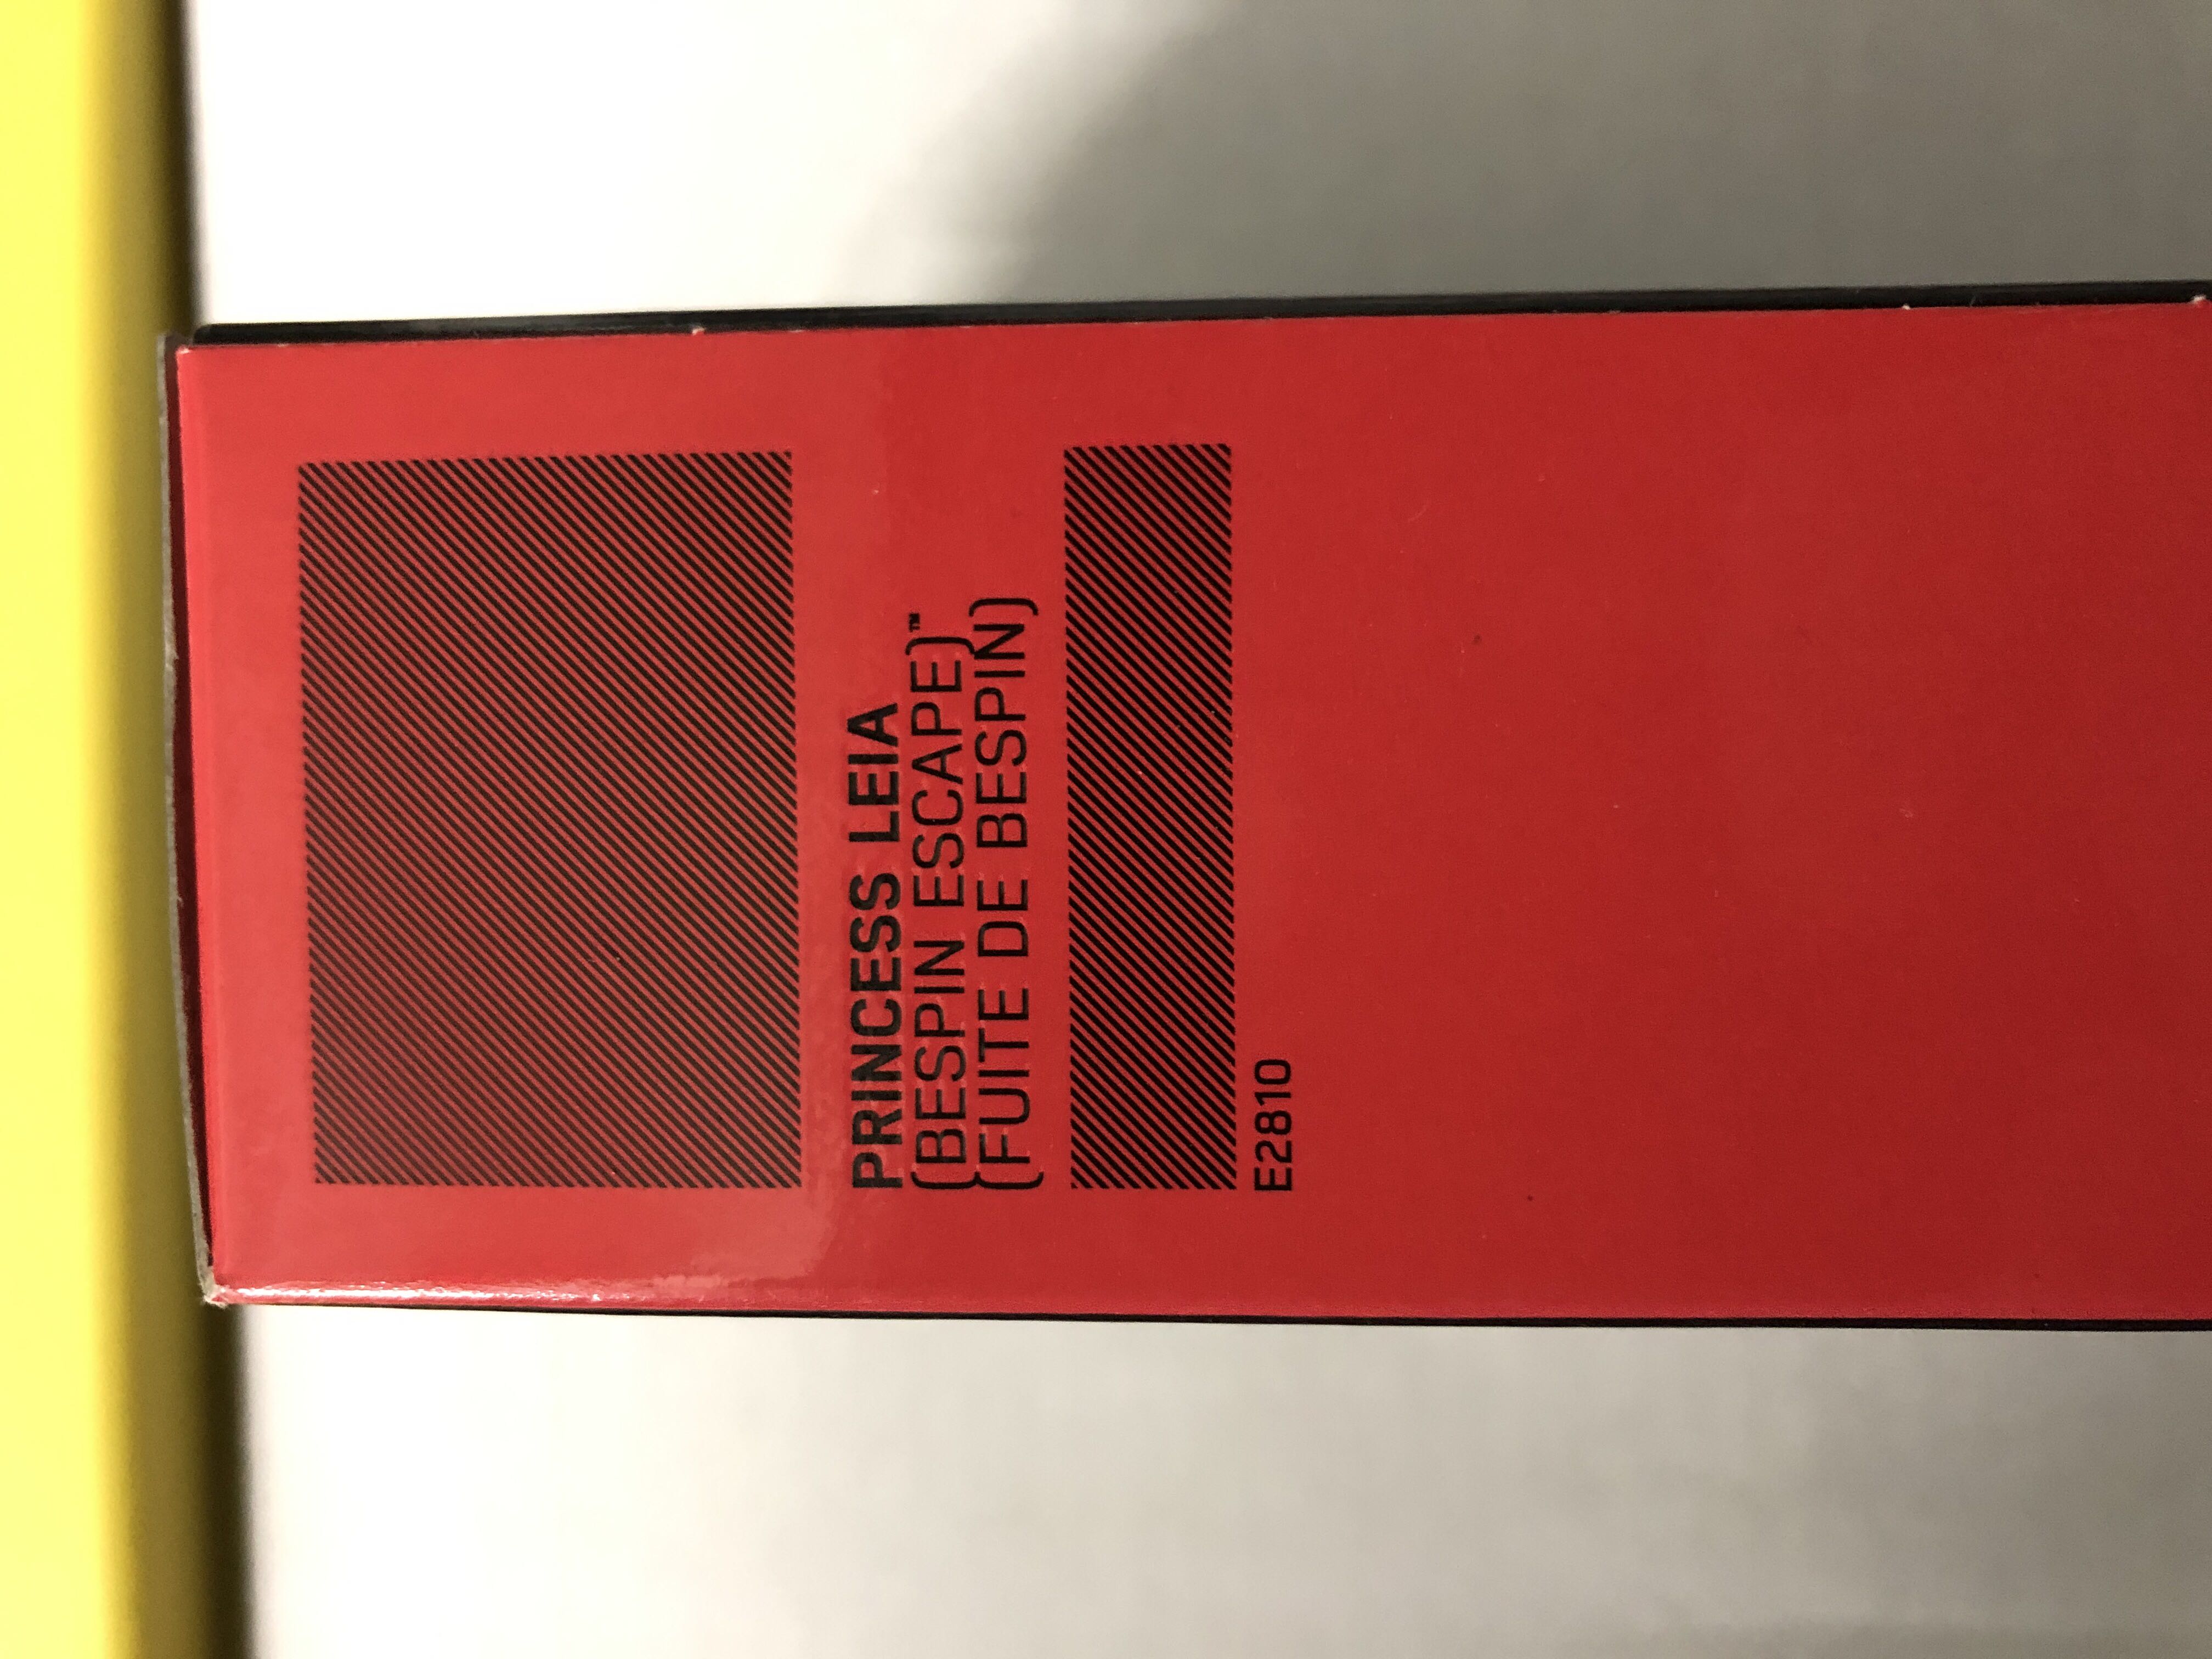 PRINCESS LEIA
(BESPIN ESCAPE)™
(FUITE DE BESPIN)
E2810